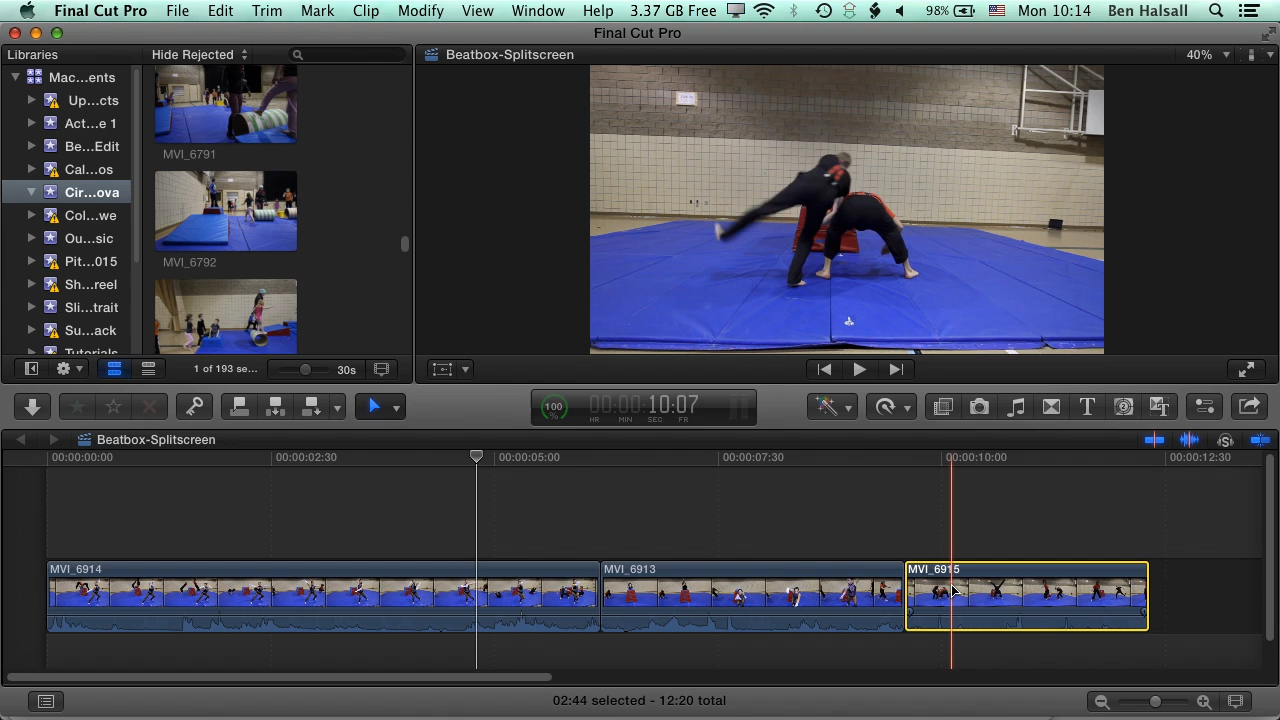 Final Cut Pro File Edit Trim Mark Clip Modify View Window Help 3.37 GB Free 98% Mon 10:14 Ben Halsall
Final Cut Pro
Libraries Hide Rejected Beatbox-Splitscreen 40%
Mac...ents
Up...cts
Act...e 1
Be...Edit
Cal...os
Cir...ova
Col...we
Ou...sic
Pit...015
Sh...reel
Sli...trait
Su...ack
Tutorials
MVI_6791
MVI_6792
1 of 193 se... 30s
100 % 00:00:10:07
HR MIN SEC FR
Beatbox-Splitscreen
00:00:00:00 00:00:02:30 00:00:05:00 00:00:07:30 00:00:10:00 00:00:12:30
MVI_6914 MVI_6913 MVI_6915
02:44 selected - 12:20 total